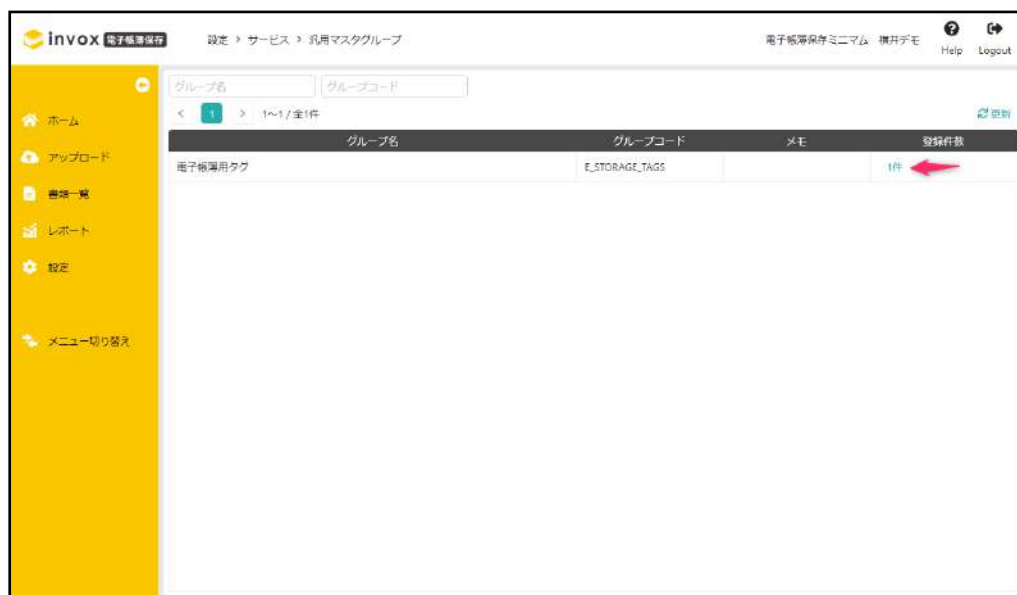 invox 電子帳簿保存
設定 > サービス > 汎用マスタグループ
電子帳簿保存ミニマム 横井デモ
Help
Logout
グループ名
グループコード
< 1 > 1～1 / 全1件
更新
グループ名 グループコード メモ 登録件数
電子帳簿用タグ E_STORAGE_TAGS 1件
ホーム
アップロード
書類一覧
レポート
設定
メニュー切り替え